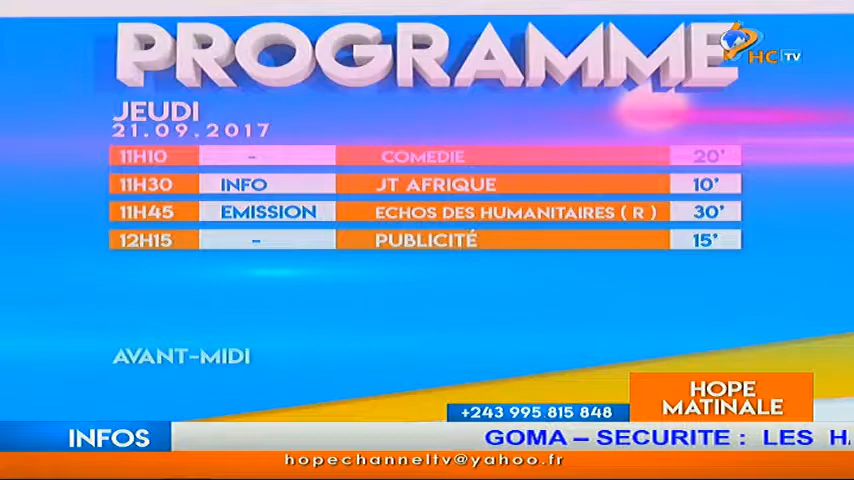 PROGRAMME
HC TV
JEUDI
21.09.2017
11H10 - COMEDIE 20'
11H30 INFO JT AFRIQUE 10'
11H45 EMISSION ECHOS DES HUMANITAIRES ( R ) 30'
12H15 - PUBLICITÉ 15'
AVANT-MIDI
HOPE
MATINALE
+243 995 815 848
INFOS GOMA – SECURITE : LES
hopechanneltv@yahoo.fr